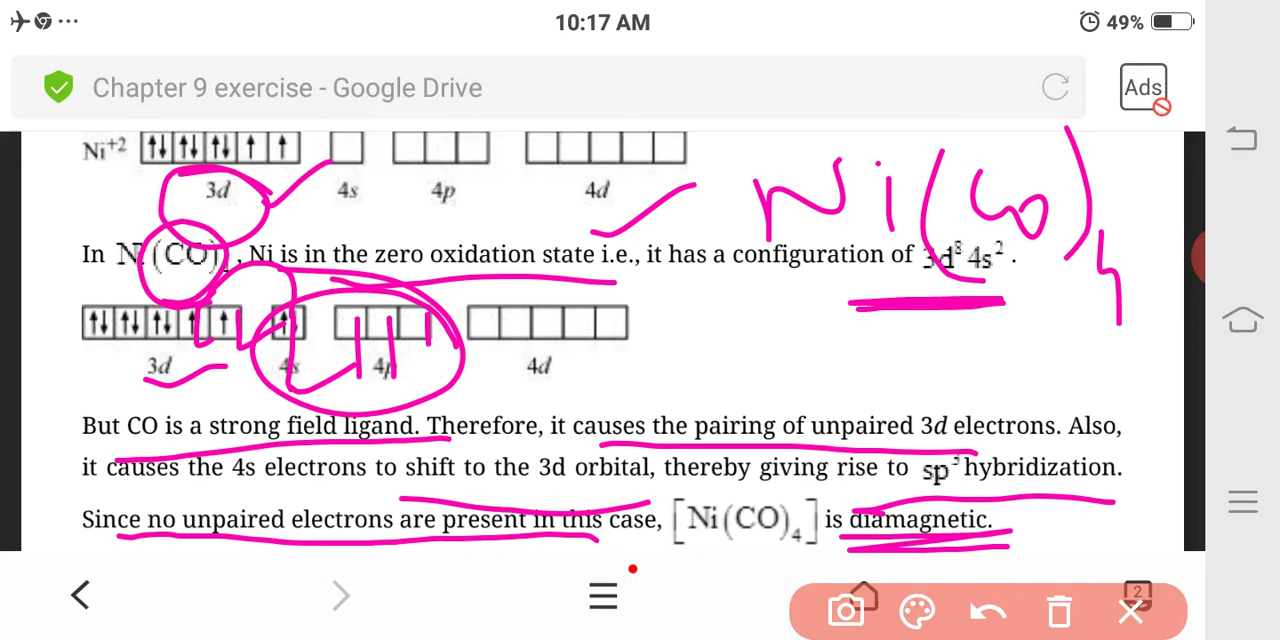 10:17 AM
49%
Chapter 9 exercise - Google Drive
Ads
Ni+2 ↑↓ ↑↓ ↑↓ ↑ ↑
3d 4s 4p 4d
Ni(CO)4
In N (CO) , Ni is in the zero oxidation state i.e., it has a configuration of 3d⁸ 4s².
↑↓ ↑↓ ↑↓ ↑ ↑ ↑↓
3d 4s 4p 4d
But CO is a strong field ligand. Therefore, it causes the pairing of unpaired 3d electrons. Also,
it causes the 4s electrons to shift to the 3d orbital, thereby giving rise to sp³ hybridization.
Since no unpaired electrons are present in this case, [Ni(CO)₄] is diamagnetic.
2